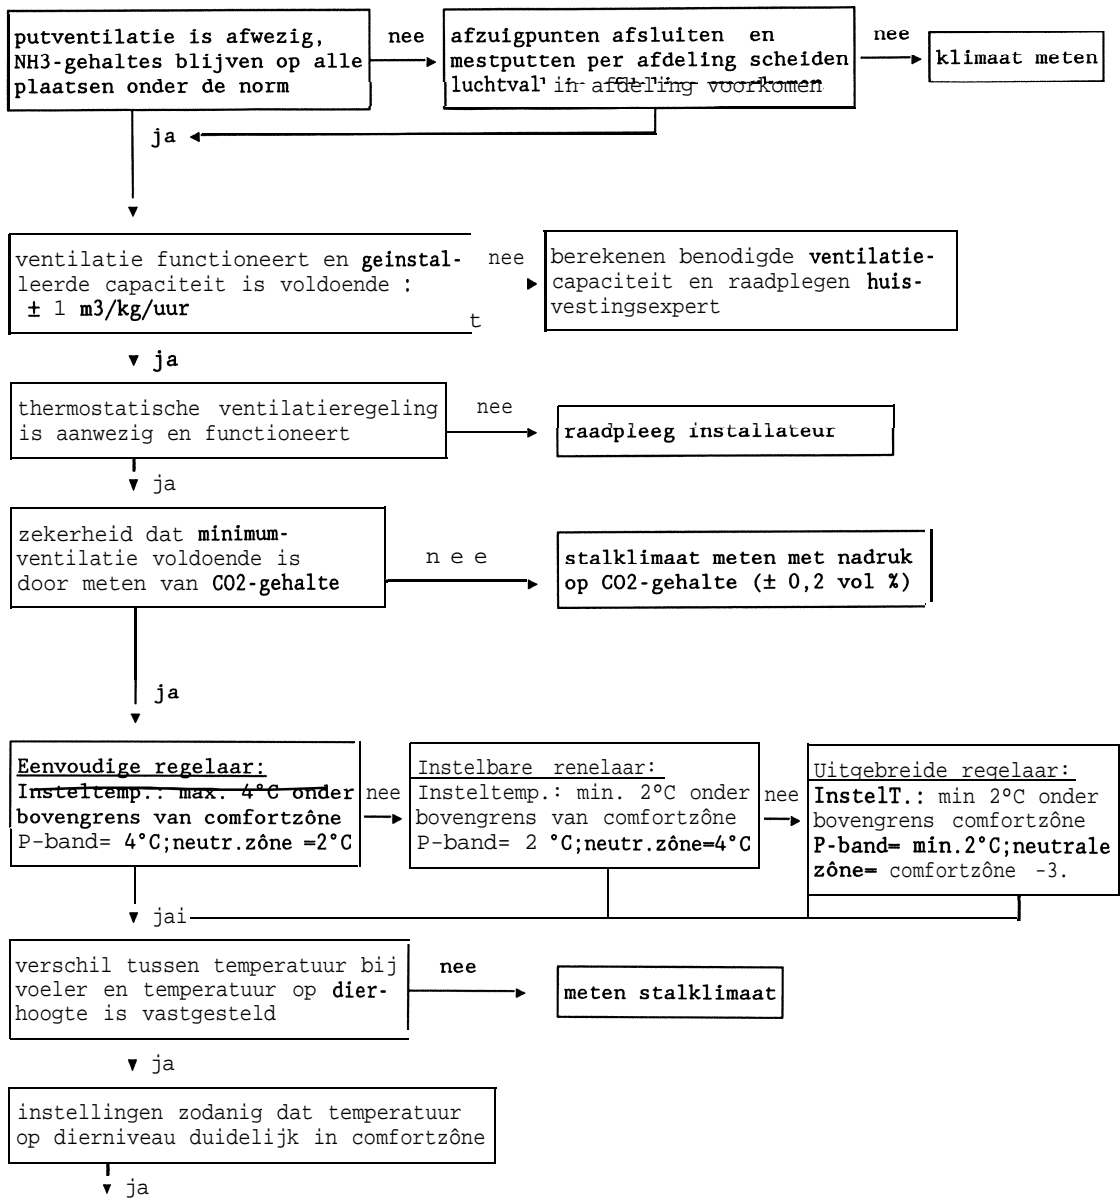 putventilatie is afwezig,
NH3-gehaltes blijven op alle
plaatsen onder de norm
nee
afzuigpunten afsluiten en
mestputten per afdeling scheiden
luchtval' in afdeling voorkomen
nee
klimaat meten
ja
ventilatie functioneert en geinstal-
leerde capaciteit is voldoende :
± 1 m3/kg/uur
t
nee
berekenen benodigde ventilatie-
capaciteit en raadplegen huis-
vestingsexpert
ja
thermostatische ventilatieregeling
is aanwezig en functioneert
nee
raadpleeg installateur
ja
zekerheid dat minimum-
ventilatie voldoende is
door meten van CO2-gehalte
nee
stalklimaat meten met nadruk
op CO2-gehalte (± 0,2 vol %)
ja
Eenvoudige regelaar:
Insteltemp.: max. 4°C onder
bovengrens van comfortzône
P-band= 4°C;neutr.zône =2°C
nee
Instelbare renelaar:
Insteltemp.: min. 2°C onder
bovengrens van comfortzône
P-band= 2 °C;neutr.zône=4°C
nee
Uitgebreide regelaar:
InstelT.: min 2°C onder
bovengrens comfortzône
P-band= min.2°C;neutrale
zône= comfortzône -3.
jai
verschil tussen temperatuur bij
voeler en temperatuur op dier-
hoogte is vastgesteld
nee
meten stalklimaat
ja
instellingen zodanig dat temperatuur
op dierniveau duidelijk in comfortzône
ja